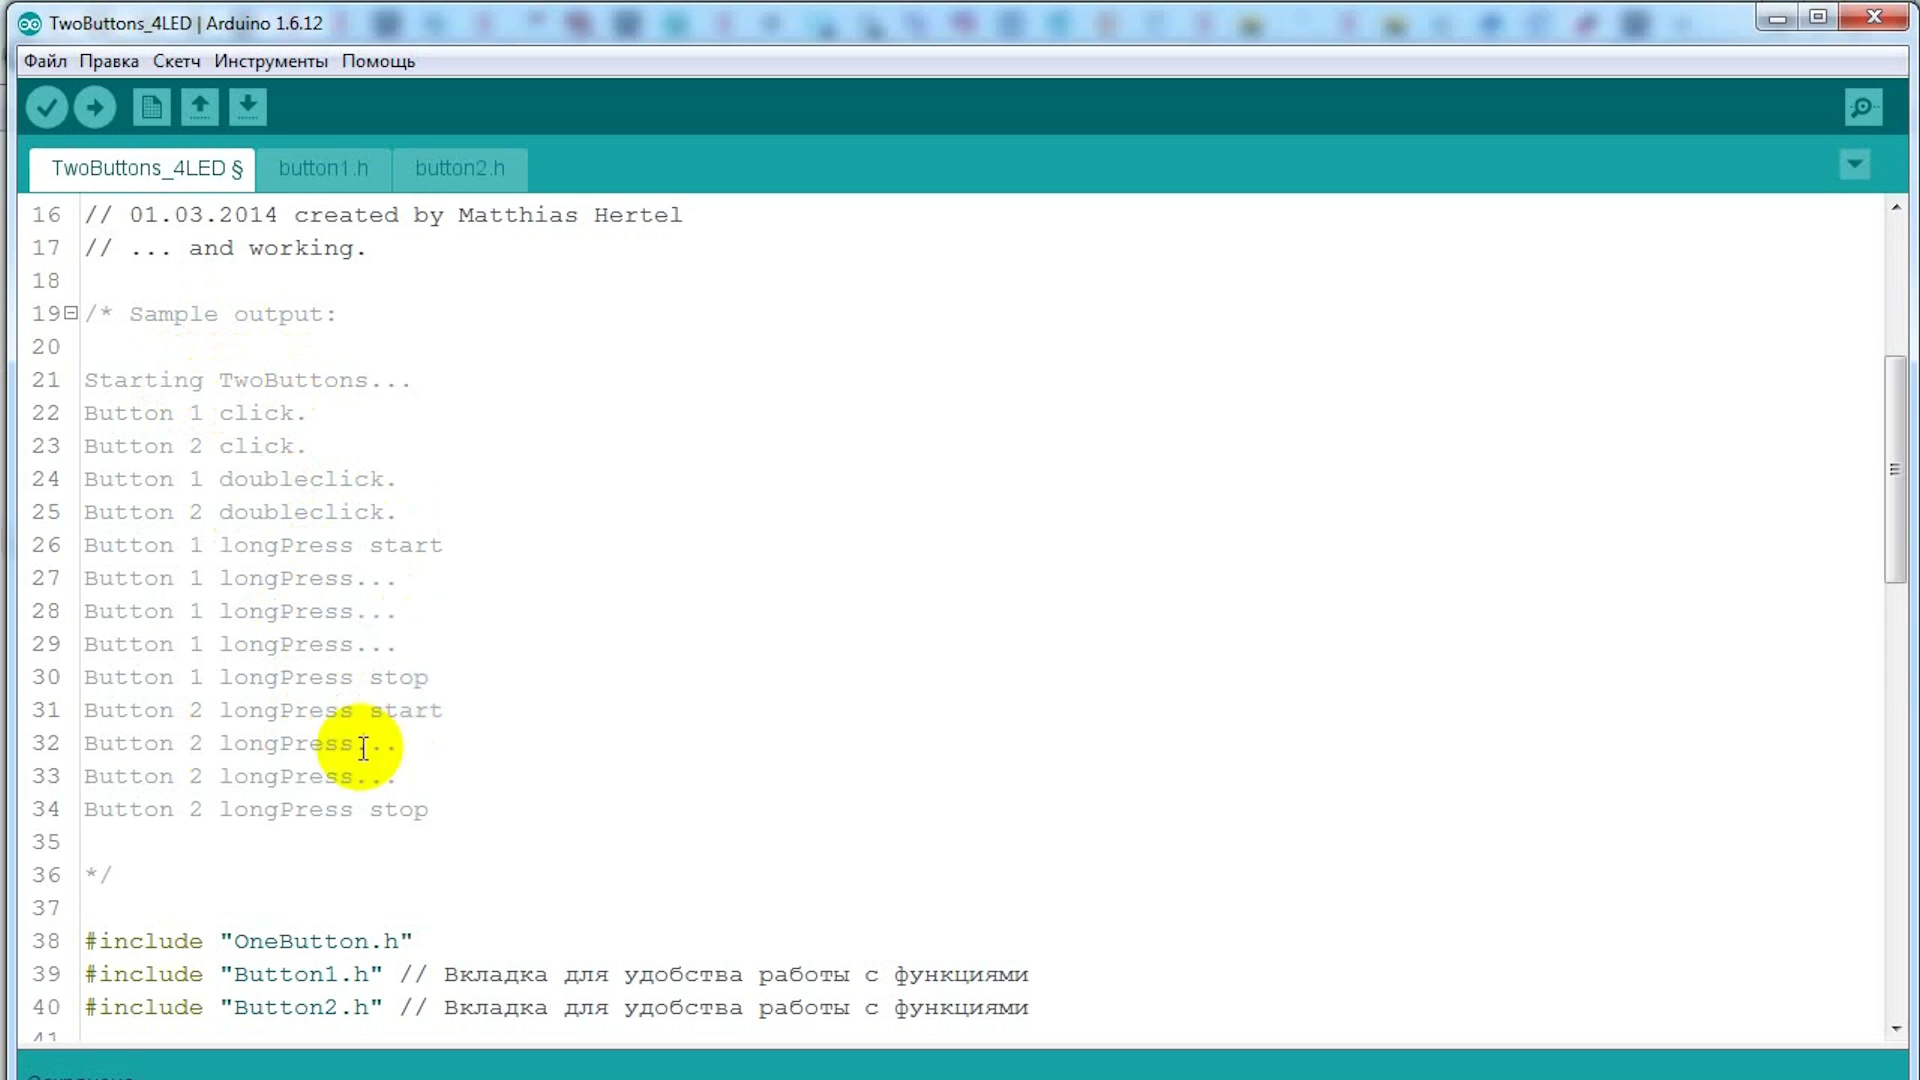 TwoButtons_4LED | Arduino 1.6.12
Файл Правка Скетч Инструменты Помощь
TwoButtons_4LED § button1.h button2.h
16 // 01.03.2014 created by Matthias Hertel
17 // ... and working.
18
19 /* Sample output:
20
21 Starting TwoButtons...
22 Button 1 click.
23 Button 2 click.
24 Button 1 doubleclick.
25 Button 2 doubleclick.
26 Button 1 longPress start
27 Button 1 longPress...
28 Button 1 longPress...
29 Button 1 longPress...
30 Button 1 longPress stop
31 Button 2 longPress start
32 Button 2 longPress...
33 Button 2 longPress...
34 Button 2 longPress stop
35
36 */
37
38 #include "OneButton.h"
39 #include "Button1.h" // Вкладка для удобства работы с функциями
40 #include "Button2.h" // Вкладка для удобства работы с функциями
41